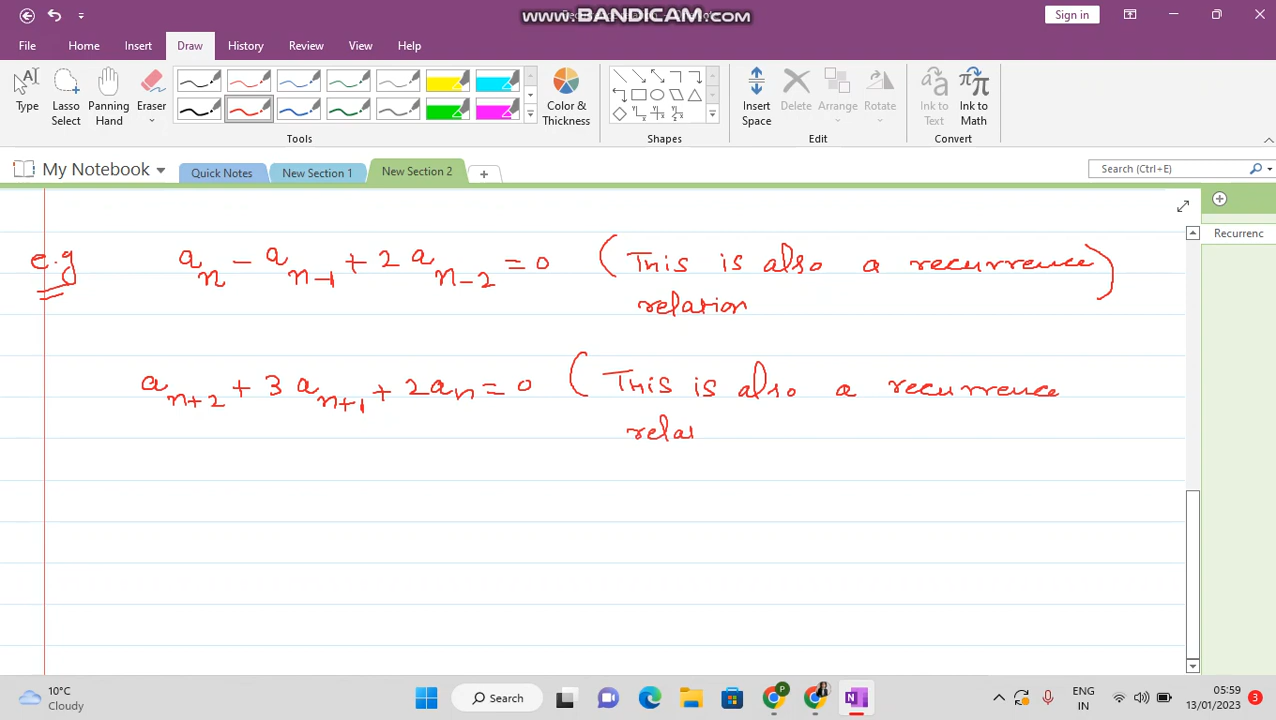 www.BANDICAM.com
Sign in
File Home Insert Draw History Review View Help
Type Lasso Select Panning Hand Eraser Color & Thickness Insert Space Delete Arrange Rotate Ink to Text Ink to Math
Tools Shapes Edit Convert
My Notebook Quick Notes New Section 1 New Section 2 Search (Ctrl+E)
Recurrenc
e.g a_n - a_{n-1} + 2a_{n-2} = 0 (This is also a recurrence
relation)
a_{n+2} + 3a_{n+1} + 2a_n = 0 (This is also a recurrence
relat
10°C
Cloudy
Search
ENG
IN
05:59
13/01/2023
3